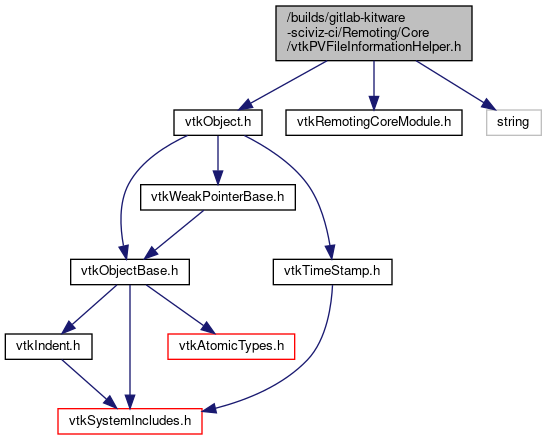 /builds/gitlab-kitware
-sciviz-ci/Remoting/Core
/vtkPVFileInformationHelper.h
vtkObject.h
vtkRemotingCoreModule.h
string
vtkWeakPointerBase.h
vtkObjectBase.h
vtkTimeStamp.h
vtkIndent.h
vtkAtomicTypes.h
vtkSystemIncludes.h